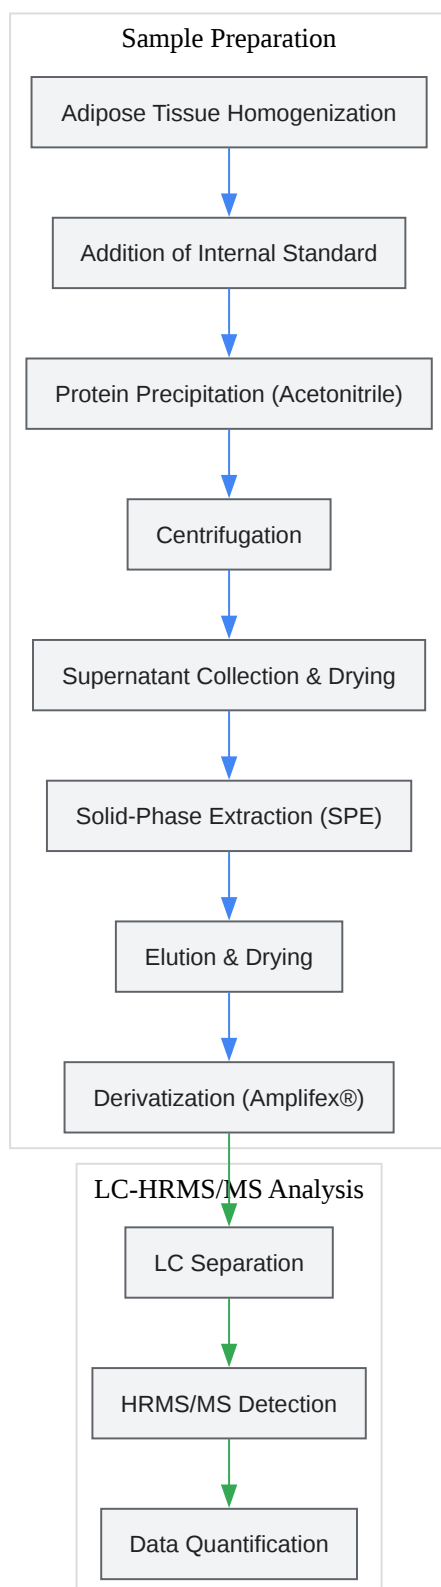 Sample Preparation
Adipose Tissue Homogenization
Addition of Internal Standard
Protein Precipitation (Acetonitrile)
Centrifugation
Supernatant Collection & Drying
Solid-Phase Extraction (SPE)
Elution & Drying
Derivatization (Amplifex®)
LC-HRMS/MS Analysis
LC Separation
HRMS/MS Detection
Data Quantification